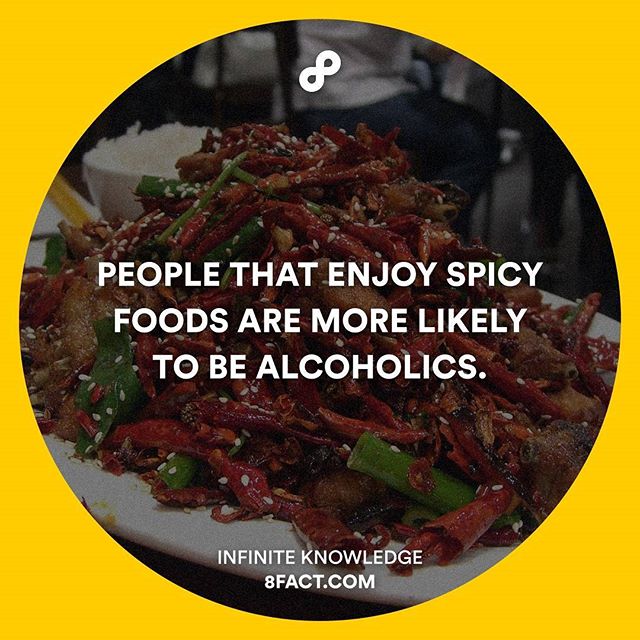 PEOPLE THAT ENJOY SPICY
FOODS ARE MORE LIKELY
TO BE ALCOHOLICS.
INFINITE KNOWLEDGE
8FACT.COM